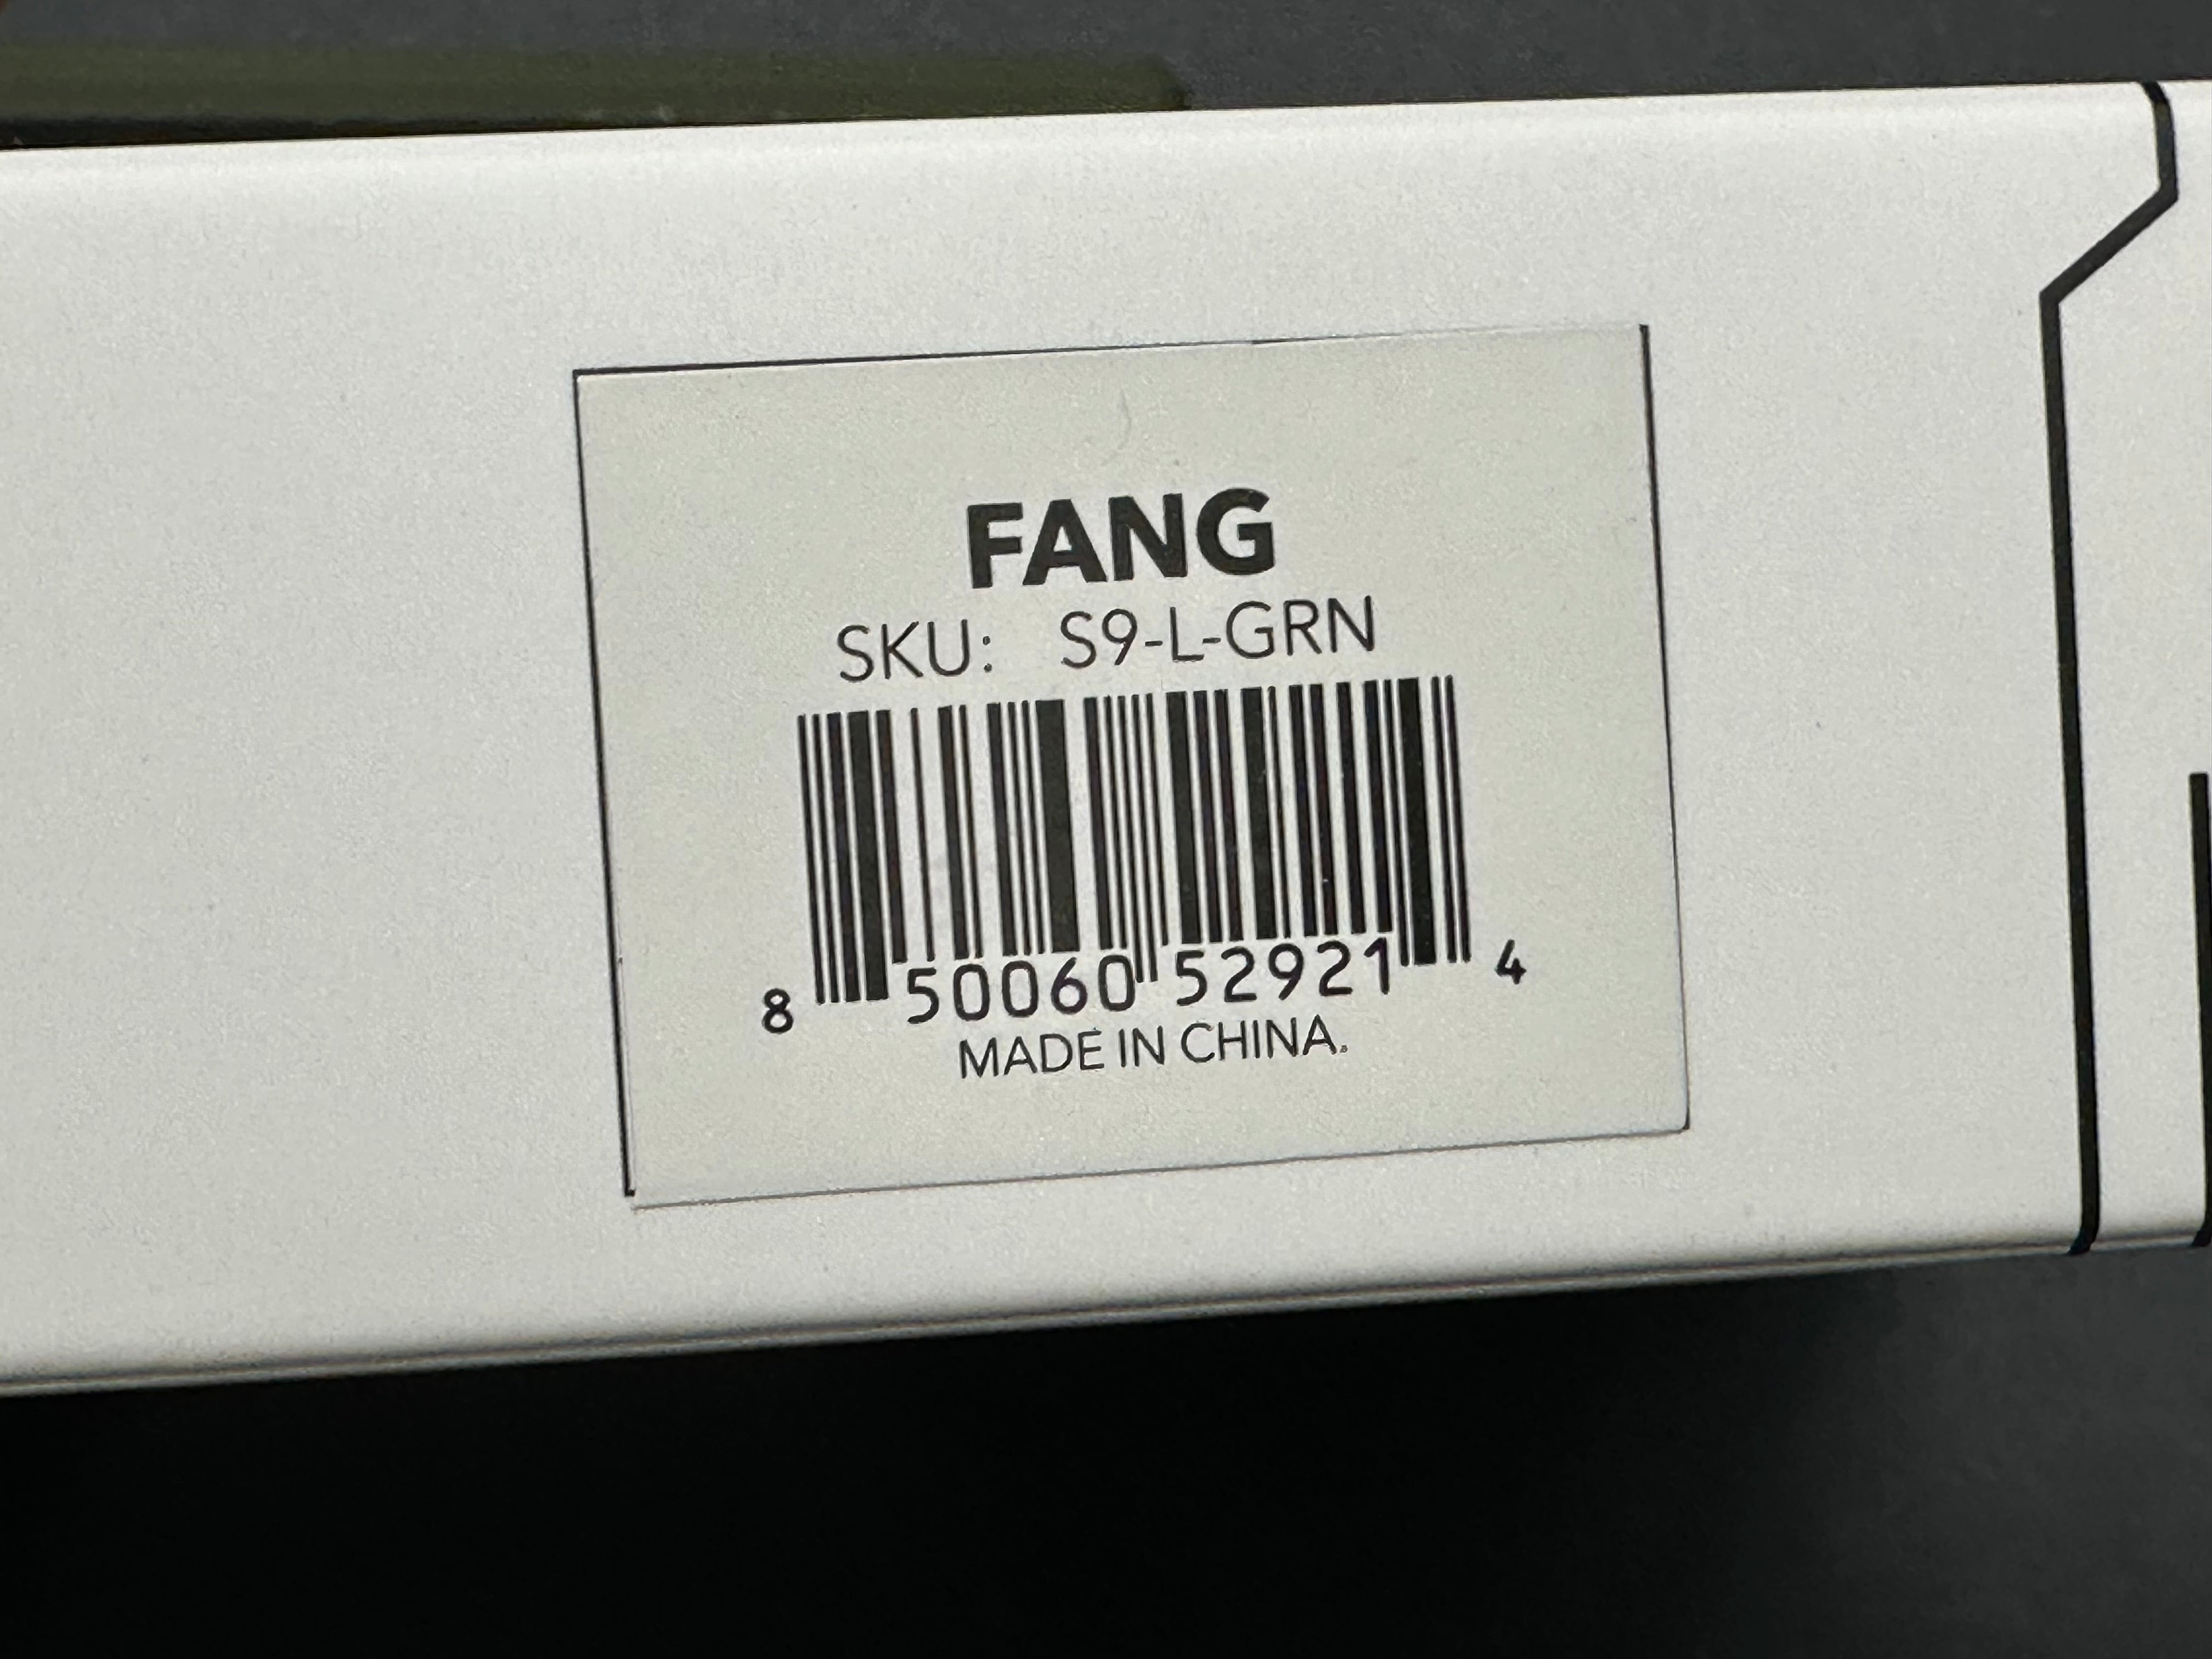 FANG
SKU: S9-L-GRN
8 50060 52921 4
MADE IN CHINA.